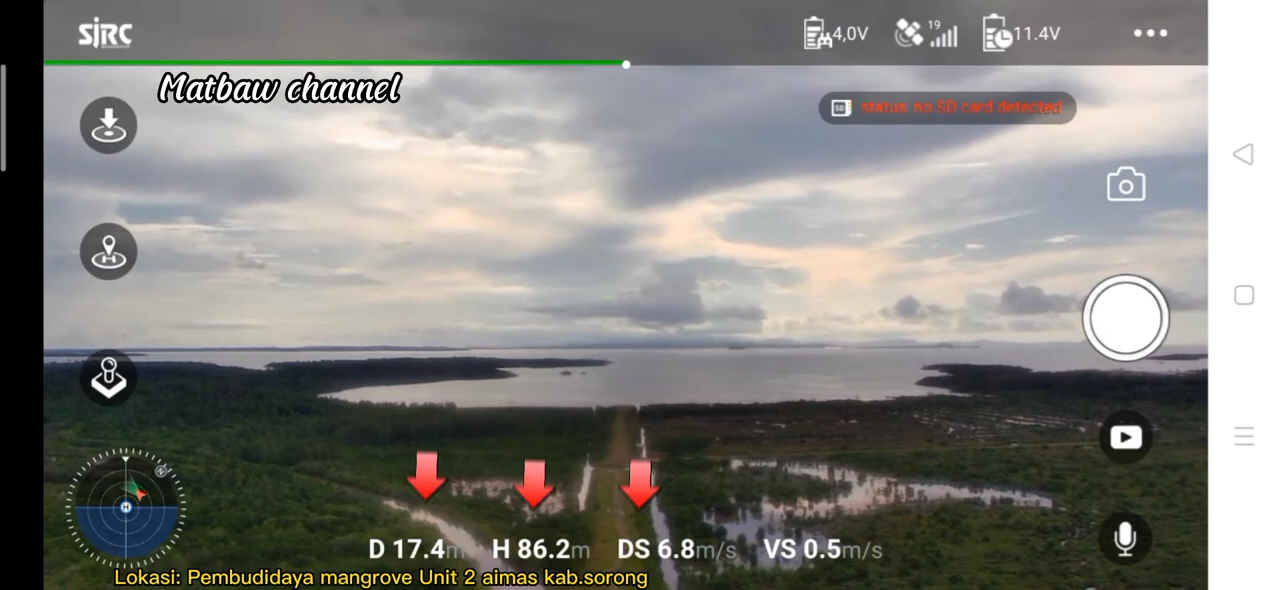 SJRC
4,0V
19
11.4V
Matbaw channel
status: no SD card detected
N
H
D 17.4m H 86.2m DS 6.8m/s VS 0.5m/s
Lokasi: Pembudidaya mangrove Unit 2 aimas kab.sorong